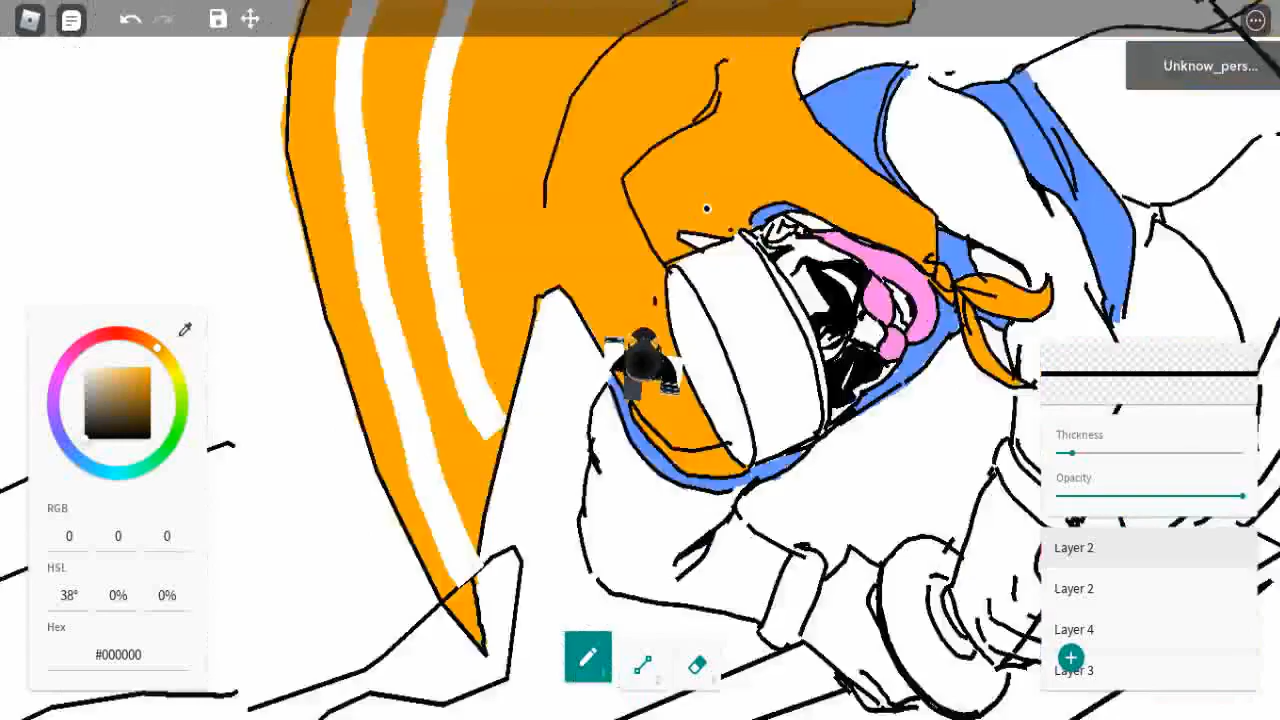 Unknow_pers...
RGB
0 0 0
HSL
38° 0% 0%
Hex
#000000
Thickness
Opacity
Layer 2
Layer 2
Layer 4
Layer 3